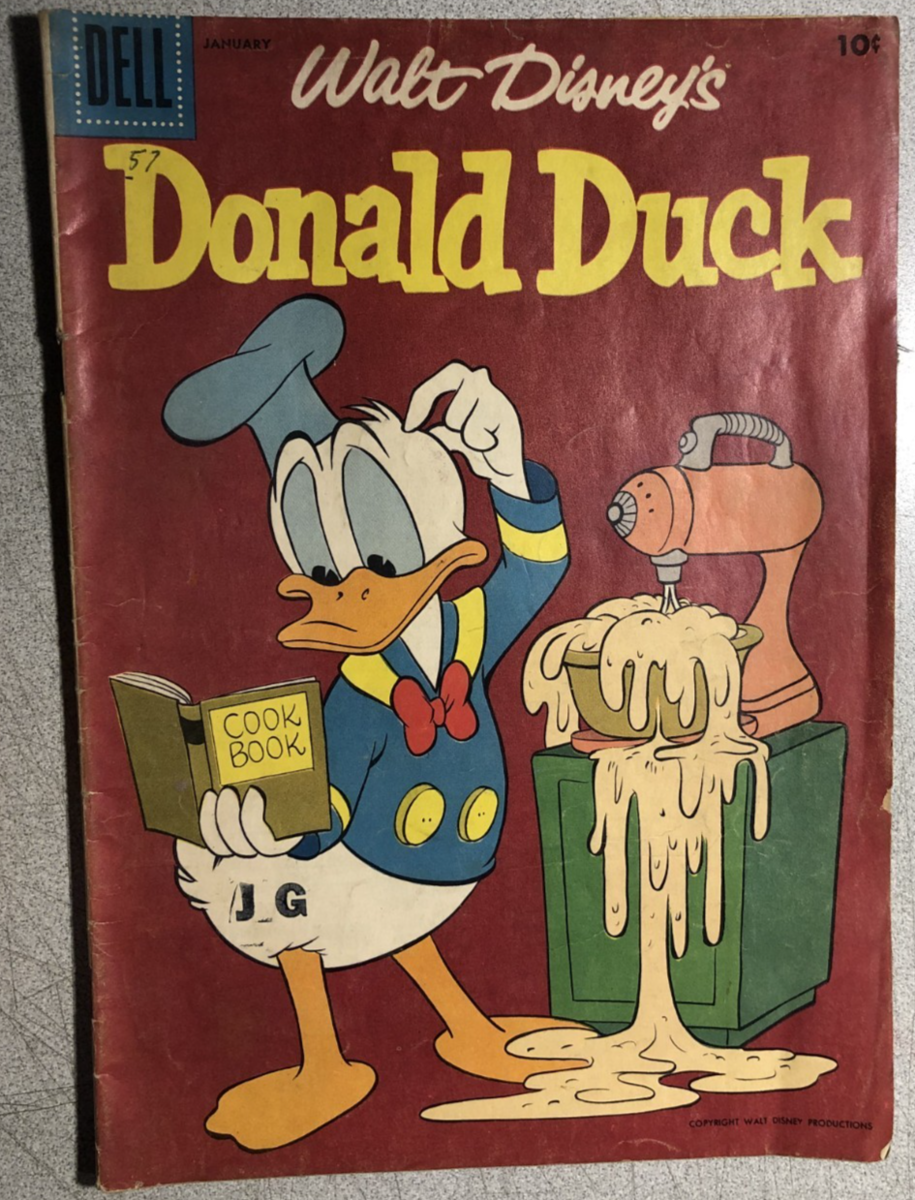 DELL
JANUARY
10¢
Walt Disney's
57
Donald Duck
COOK
BOOK
J G
COPYRIGHT WALT DISNEY PRODUCTIONS